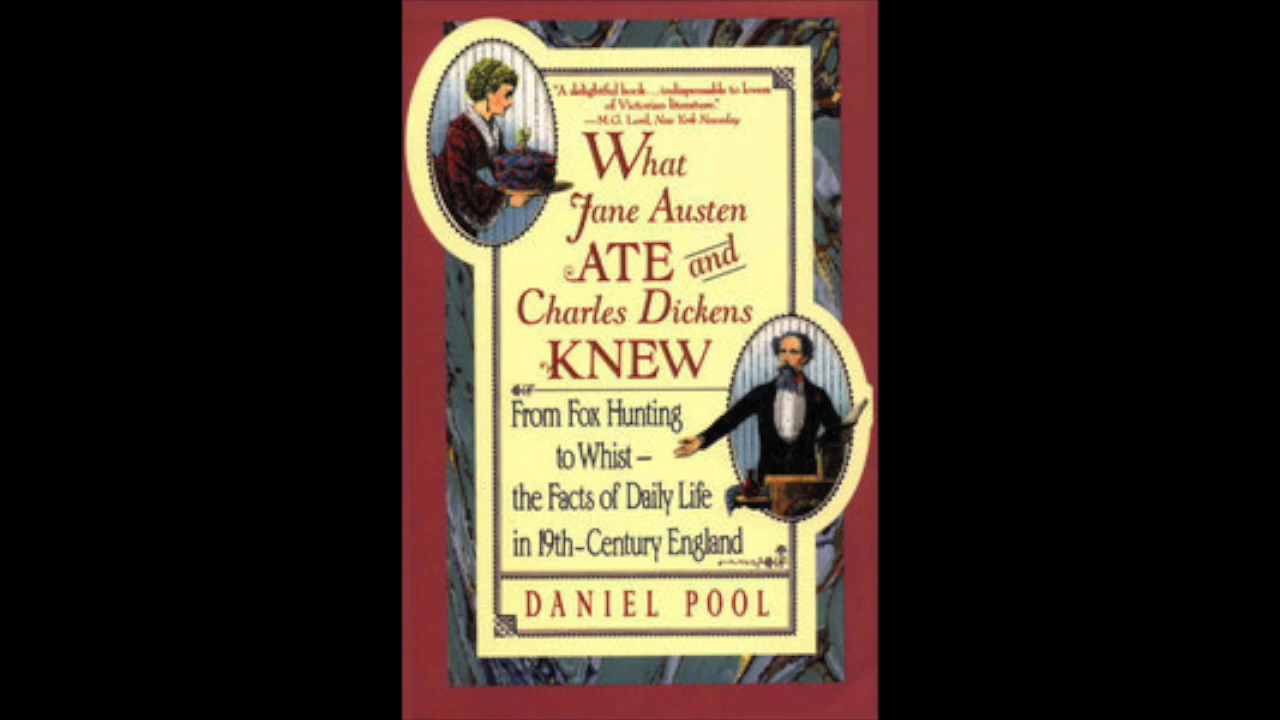 "A delightful book...indispensable to lovers
of Victorian literature."
—M.G. Lord, New York Newsday
What
Jane Austen
ATE and
Charles Dickens
KNEW
From Fox Hunting
to Whist—
the Facts of Daily Life
in 19th-Century England
DANIEL POOL